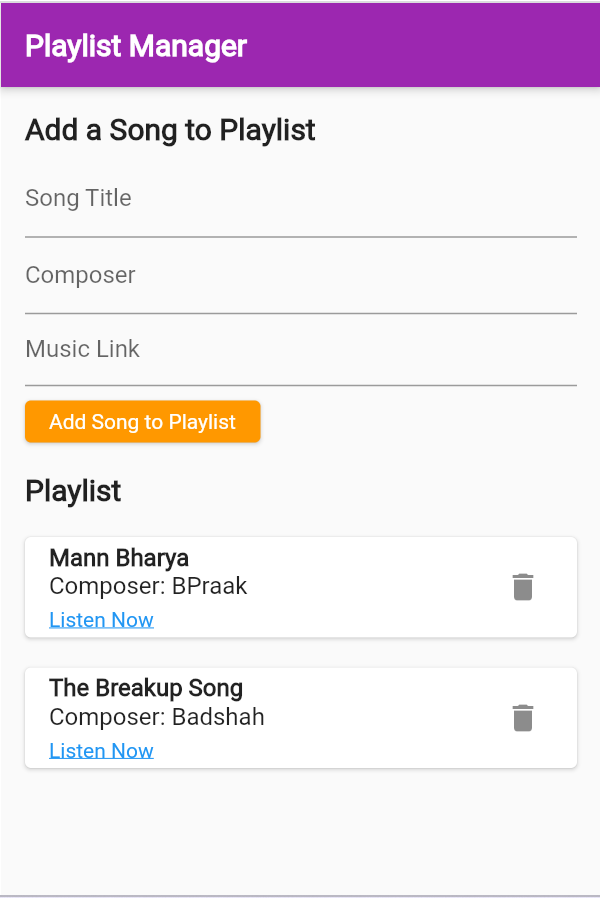 Playlist Manager
Add a Song to Playlist
Song Title
Composer
Music Link
Add Song to Playlist
Playlist
Mann Bharya
Composer: BPraak
Listen Now
The Breakup Song
Composer: Badshah
Listen Now